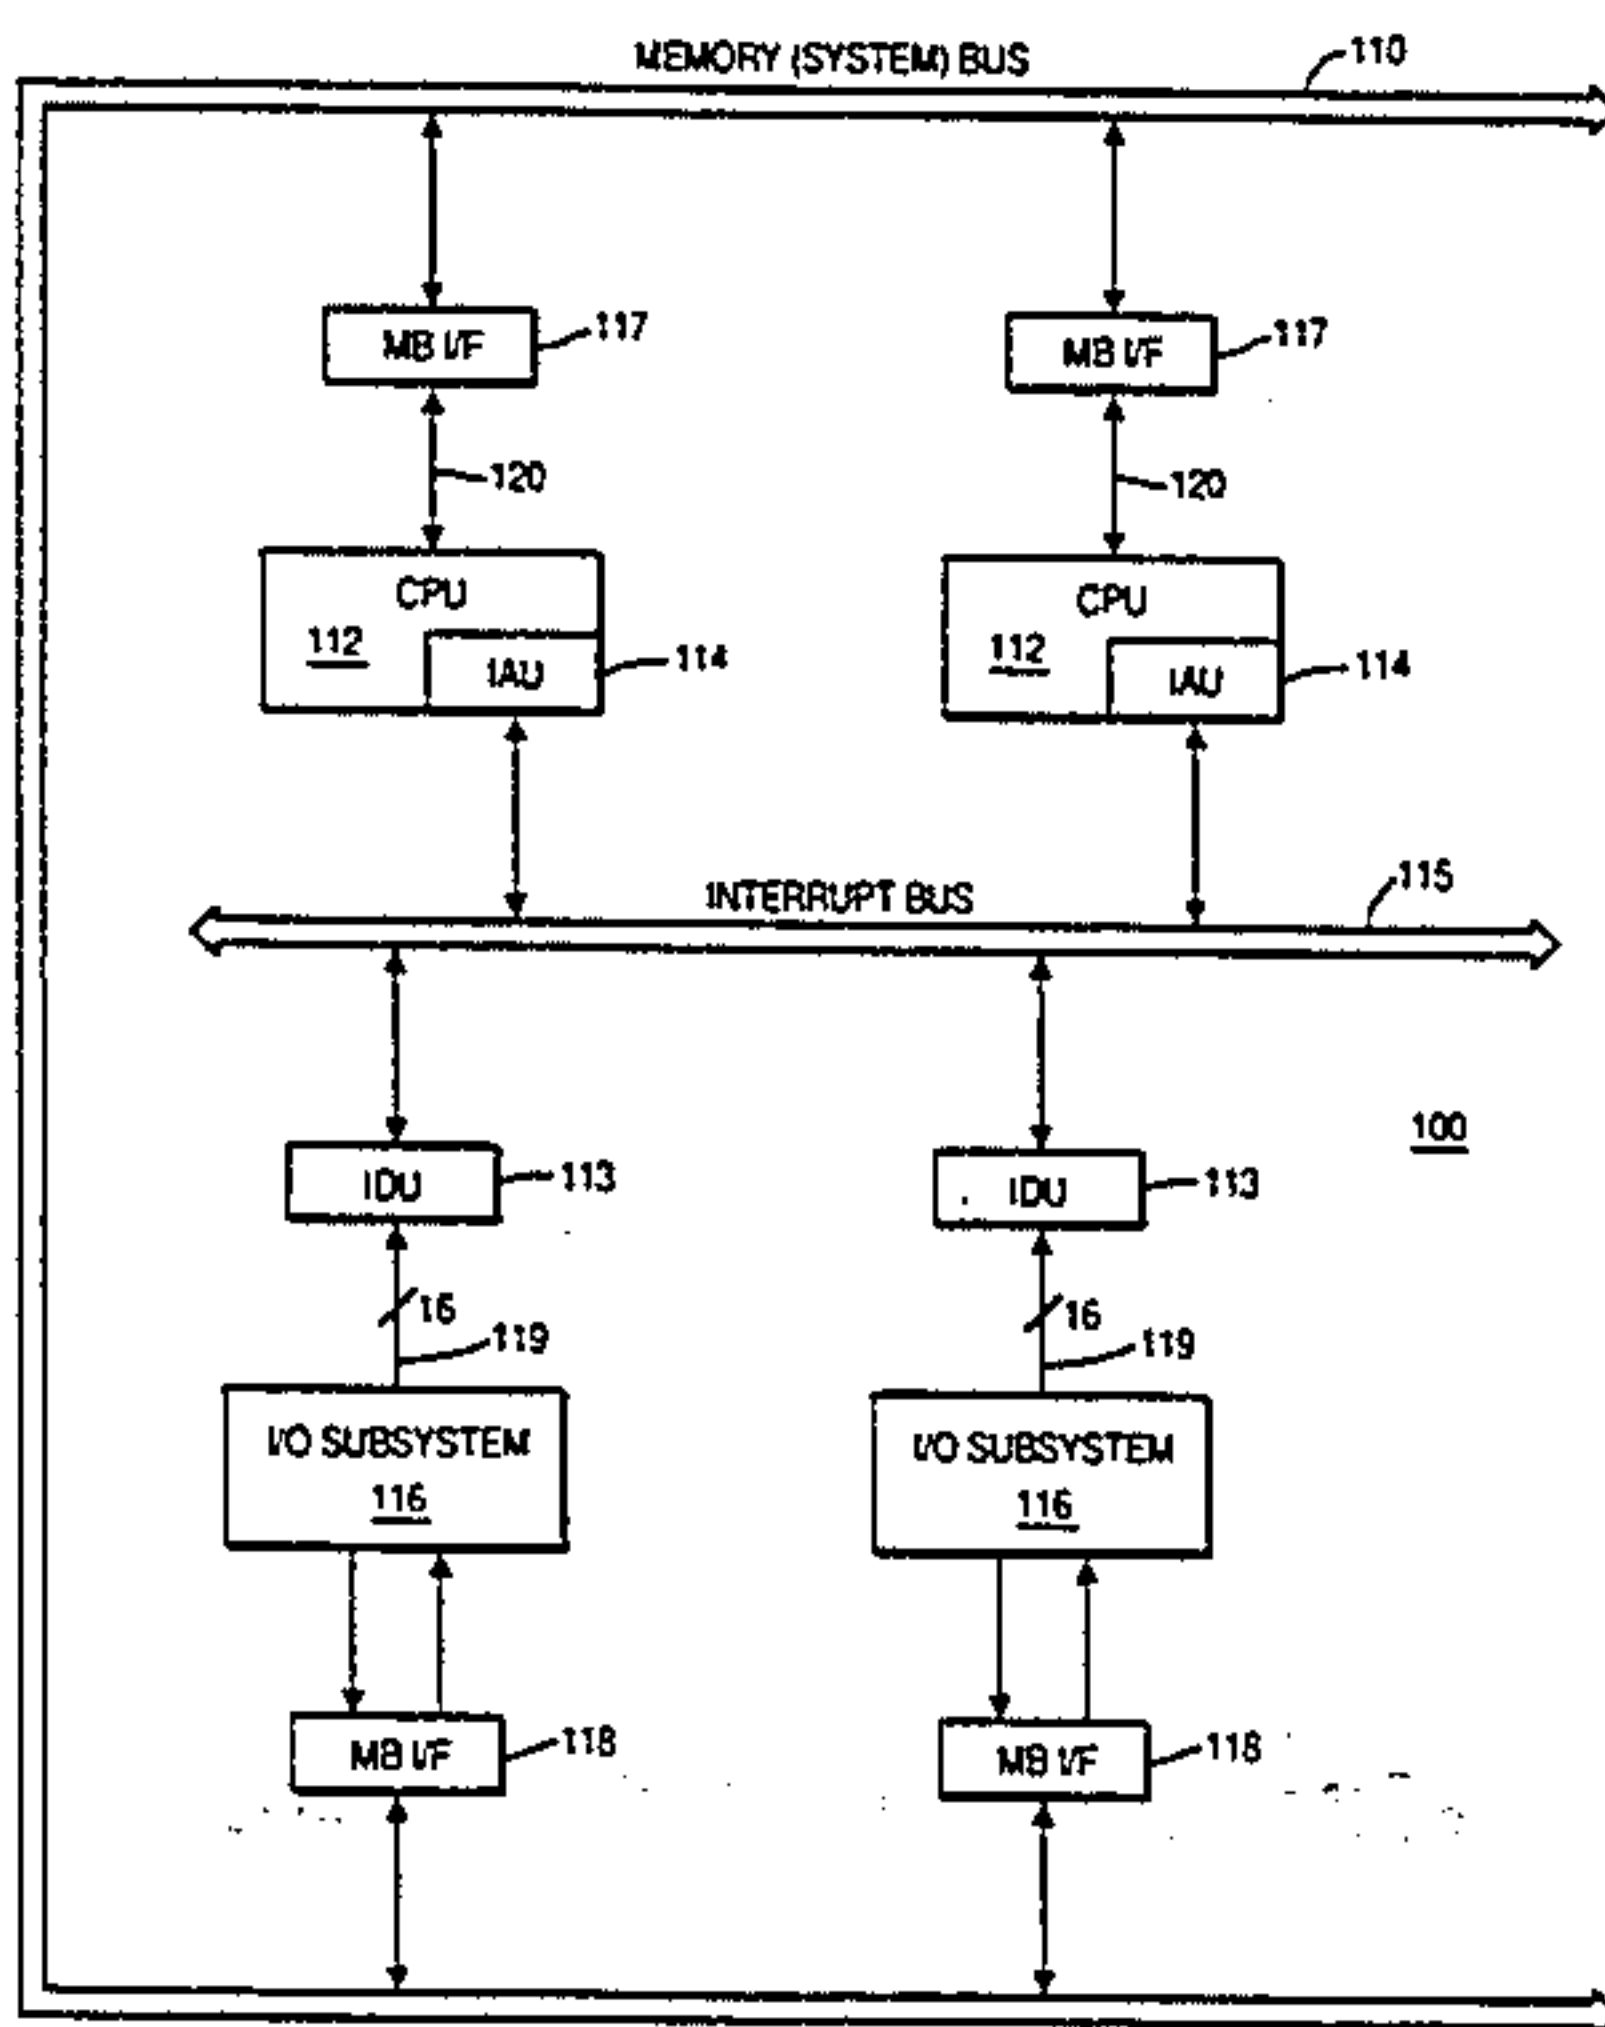 MEMORY (SYSTEM) BUS 110
MB I/F 117 MB I/F 117
120 120
CPU CPU
112 IAU 114 112 IAU 114
INTERRUPT BUS 115
100
IDU 113 IDU 113
16 16
119 119
I/O SUBSYSTEM I/O SUBSYSTEM
116 116
MB I/F 118 MB I/F 118